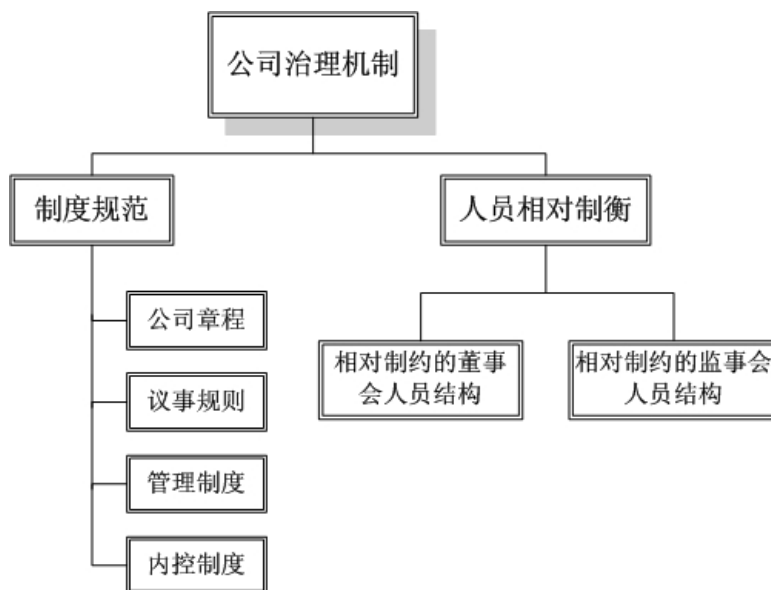 公司治理机制
制度规范
人员相对制衡
公司章程
议事规则
管理制度
内控制度
相对制约的董事
会人员结构
相对制约的监事会
人员结构